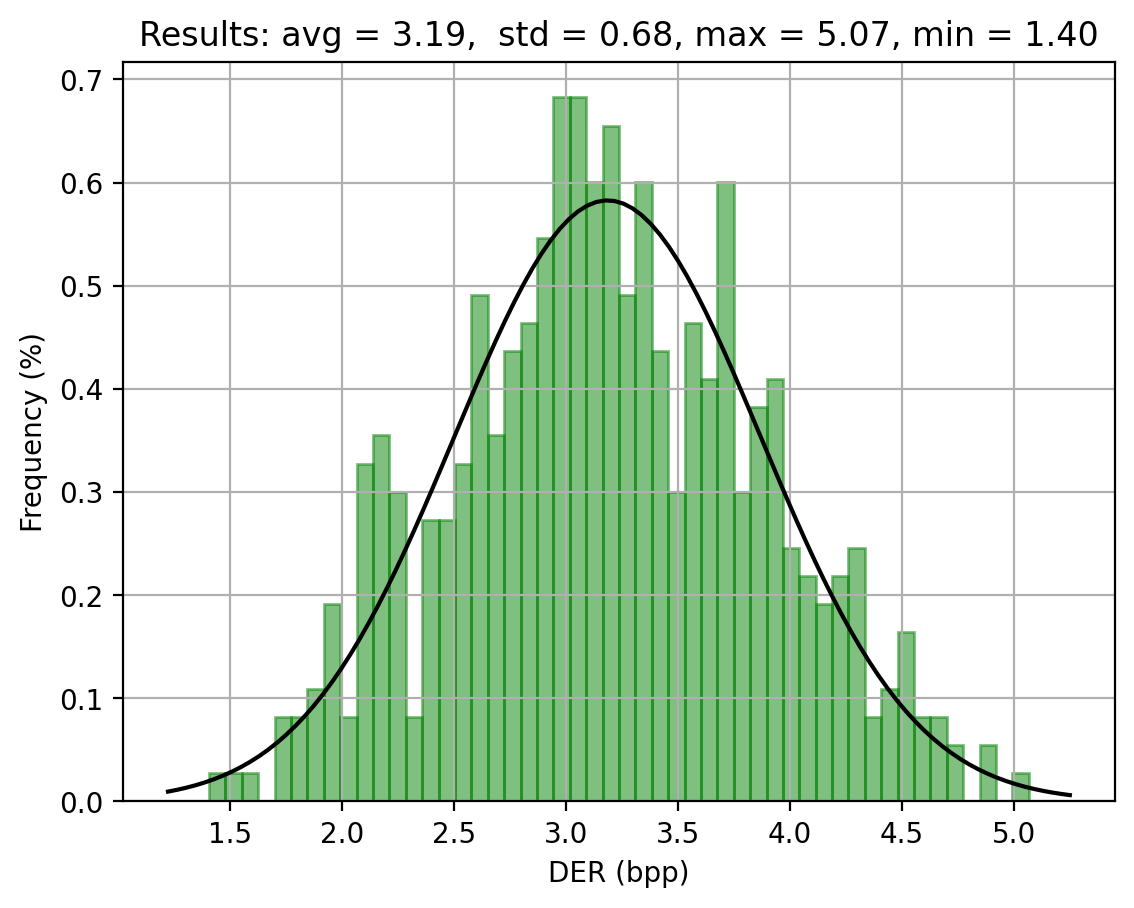 Results: avg = 3.19,  std = 0.68, max = 5.07, min = 1.40
0.7
0.6
0.5
0.4
0.3
0.2
0.1
0.0
Frequency (%)
1.5 2.0 2.5 3.0 3.5 4.0 4.5 5.0
DER (bpp)